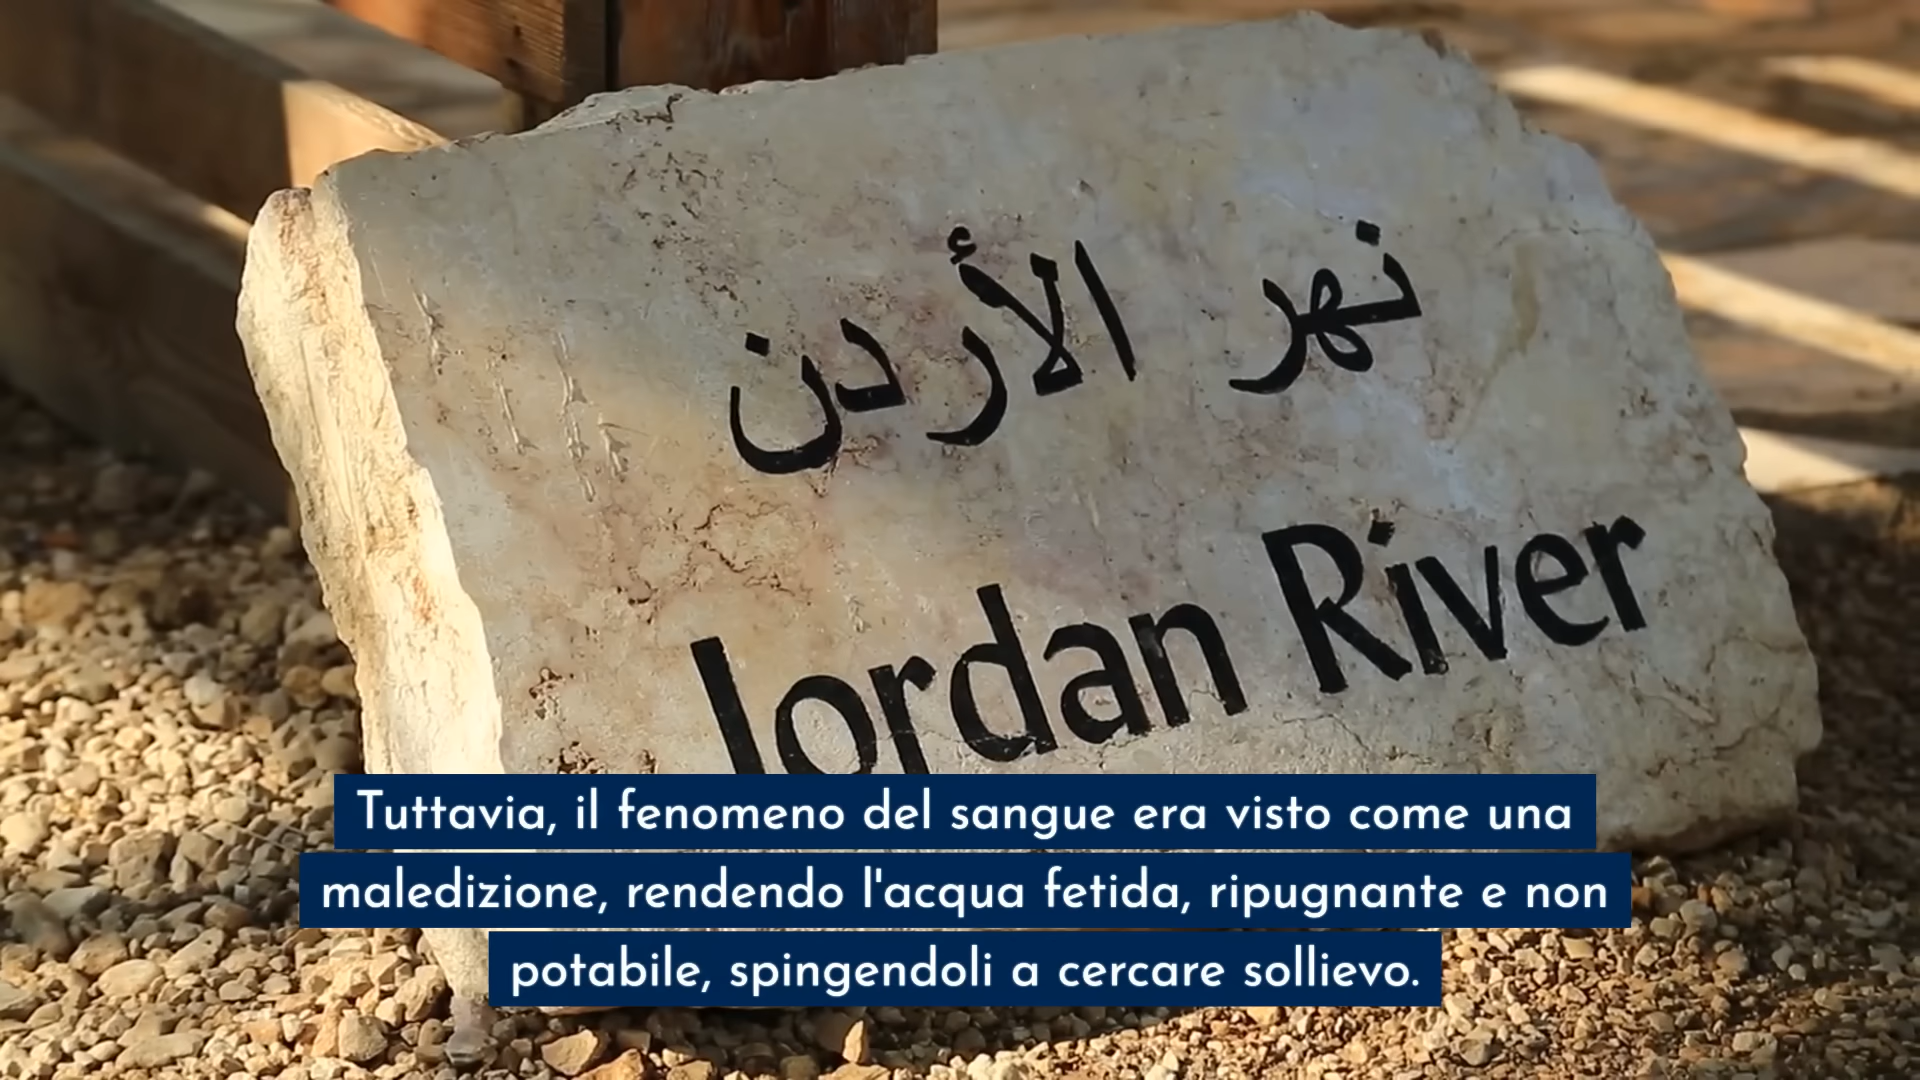 نهر الأردن
Jordan River
Tuttavia, il fenomeno del sangue era visto come una
maledizione, rendendo l'acqua fetida, ripugnante e non
potabile, spingendoli a cercare sollievo.